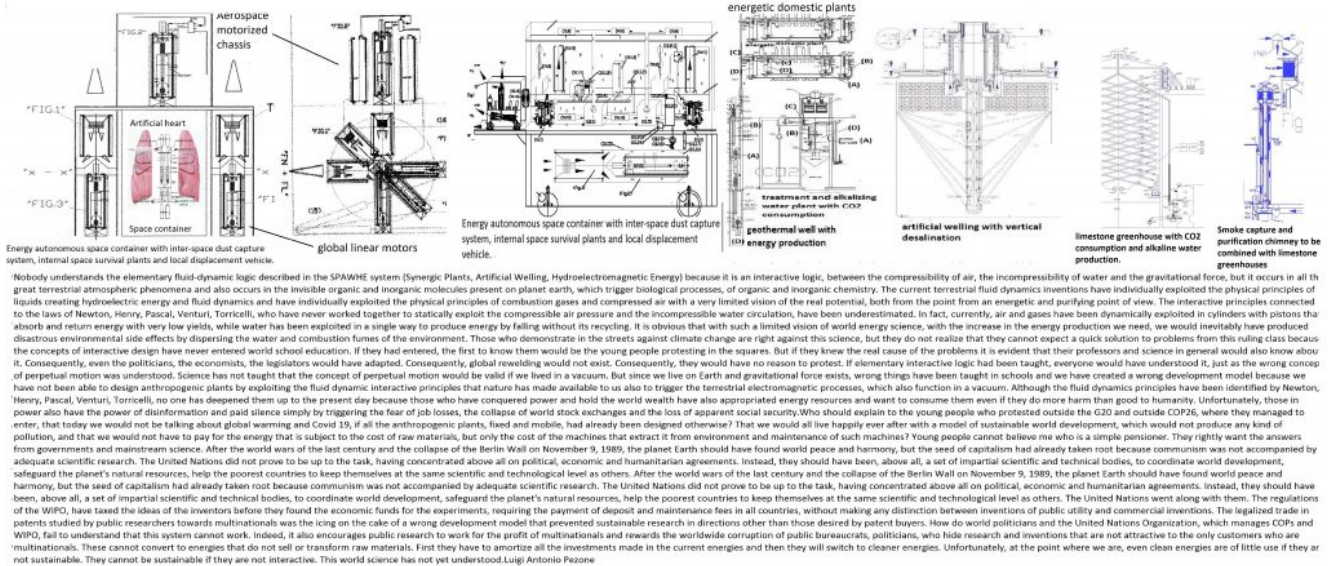 energetic domestic plants
Aerospace
motorized
chassis
"FIG.2"
"FIG.1"
Artificial heart
"x - x"
"FIG.3"
Space container
global linear motors
(C)
(D)
(B)
(A)
(C)
(B)
(D)
(A)
(B)
(A)
(D)
treatment and alkalizing
water plant with CO2
consumption
geothermal well with
energy production
artificial welling with vertical
desalination
limestone greenhouse with CO2
consumption and alkaline water
production.
Smoke capture and
purification chimney to be
combined with limestone
greenhouses
Energy autonomous space container with inter-space dust capture
system, internal space survival plants and local displacement vehicle.
Energy autonomous space container with inter-space dust capture
system, internal space survival plants and local displacement
vehicle.
Nobody understands the elementary fluid-dynamic logic described in the SPAWHE system (Synergic Plants, Artificial Welling, Hydroelectromagnetic Energy) because it is an interactive logic, between the compressibility of air, the incompressibility of water and the gravitational force, but it occurs in all th
great terrestrial atmospheric phenomena and also occurs in the invisible organic and inorganic molecules present on planet earth, which trigger biological processes, of organic and inorganic chemistry. The current terrestrial fluid dynamics inventions have individually exploited the physical principles of
liquids creating hydroelectric energy and fluid dynamics and have individually exploited the physical principles of combustion gases and compressed air with a very limited vision of the real potential, both from the point from an energetic and purifying point of view. The interactive principles connected
to the laws of Newton, Henry, Pascal, Venturi, Torricelli, who have never worked together to statically exploit the compressible air pressure and the incompressible water circulation, have been underestimated. In fact, currently, air and gases have been dynamically exploited in cylinders with pistons tha
absorb and return energy with very low yields, while water has been exploited in a single way to produce energy by falling without its recycling. It is obvious that with such a limited vision of world energy science, with the increase in the energy production we need, we would inevitably have produced
disastrous environmental side effects by dispersing the water and combustion fumes of the environment. Those who demonstrate in the streets against climate change are right against this science, but they do not realize that they cannot expect a quick solution to problems from this ruling class becaus
the concepts of interactive design have never entered world school education. If they had entered, the first to know them would be the young people protesting in the squares. But if they knew the real cause of the problems it is evident that their professors and science in general would also know abou
it. Consequently, even the politicians, the economists, the legislators would have adapted. Consequently, global rewelding would not exist. Consequently, they would have no reason to protest. If elementary interactive logic had been taught, everyone would have understood it, just as the wrong concep
of perpetual motion was understood. Science has not taught that the concept of perpetual motion would be valid if we lived in a vacuum. But since we live on Earth and gravitational force exists, wrong things have been taught in schools and we have created a wrong development model because we
have not been able to design anthropogenic plants by exploiting the fluid dynamic interactive principles that nature has made available to us also to trigger the terrestrial electromagnetic processes, which also function in a vacuum. Although the fluid dynamics principles have been identified by Newton,
Henry, Pascal, Venturi, Torricelli, no one has deepened them up to the present day because those who have conquered power and hold the world wealth have also appropriated energy resources and want to consume them even if they do more harm than good to humanity. Unfortunately, those in
power also have the power of disinformation and paid silence simply by triggering the fear of job losses, the collapse of world stock exchanges and the loss of apparent social security.Who should explain to the young people who protested outside the G20 and outside COP26, where they managed to
enter, that today we would not be talking about global warming and Covid 19, if all the anthropogenic plants, fixed and mobile, had already been designed otherwise? That we would all live happily ever after with a model of sustainable world development, which would not produce any kind of
pollution, and that we would not have to pay for the energy that is subject to the cost of raw materials, but only the cost of the machines that extract it from environment and maintenance of such machines? Young people cannot believe me who is a simple pensioner. They rightly want the answers
from governments and mainstream science. After the world wars of the last century and the collapse of the Berlin Wall on November 9, 1989, the planet Earth should have found world peace and harmony, but the seed of capitalism had already taken root because communism was not accompanied by
adequate scientific research. The United Nations did not prove to be up to the task, having concentrated above all on political, economic and humanitarian agreements. Instead, they should have been, above all, a set of impartial scientific and technical bodies, to coordinate world development,
safeguard the planet's natural resources, help the poorest countries to keep themselves at the same scientific and technological level as others. After the world wars of the last century and the collapse of the Berlin Wall on November 9, 1989, the planet Earth should have found world peace and
harmony, but the seed of capitalism had already taken root because communism was not accompanied by adequate scientific research. The United Nations did not prove to be up to the task, having concentrated above all on political, economic and humanitarian agreements. Instead, they should have
been, above all, a set of impartial scientific and technical bodies, to coordinate world development, safeguard the planet's natural resources, help the poorest countries to keep themselves at the same scientific and technological level as others. The United Nations went along with them. The regulations
of the WIPO, have taxed the ideas of the inventors before they found the economic funds for the experiments, requiring the payment of deposit and maintenance fees in all countries, without making any distinction between inventions of public utility and commercial inventions. The legalized trade in
patents studied by public researchers towards multinationals was the icing on the cake of a wrong development model that prevented sustainable research in directions other than those desired by patent buyers. How do world politicians and the United Nations Organization, which manages COPs and
WIPO, fail to understand that this system cannot work. Indeed, it also encourages public research to work for the profit of multinationals and rewards the worldwide corruption of public bureaucrats, politicians, who hide research and inventions that are not attractive to the only customers who are
multinationals. These cannot convert to energies that do not sell or transform raw materials. First they have to amortize all the investments made in the current energies and then they will switch to cleaner energies. Unfortunately, at the point where we are, even clean energies are of little use if they ar
not sustainable. They cannot be sustainable if they are not interactive. This world science has not yet understood.Luigi Antonio Pezone